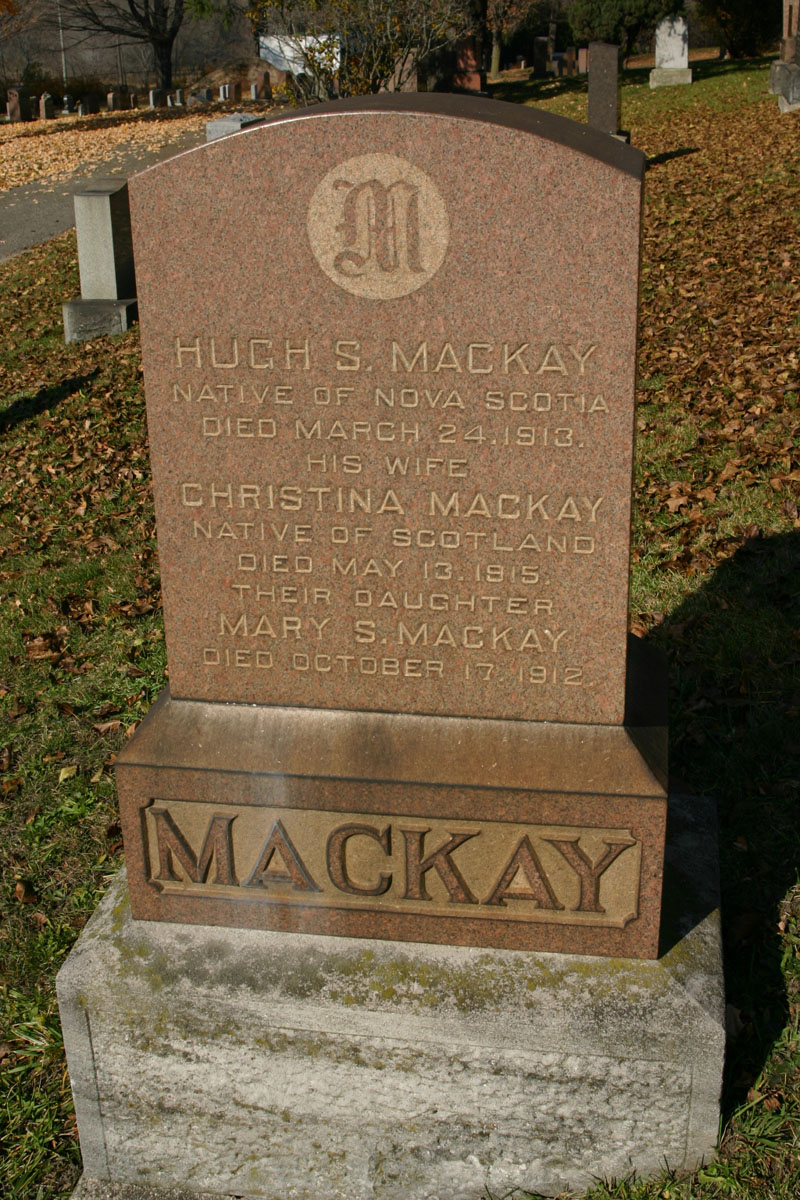 M
HUGH S. MACKAY
NATIVE OF NOVA SCOTIA
DIED MARCH 24. 1913.
HIS WIFE
CHRISTINA MACKAY
NATIVE OF SCOTLAND
DIED MAY 13. 1915.
THEIR DAUGHTER
MARY S. MACKAY
DIED OCTOBER 17. 1912.
MACKAY